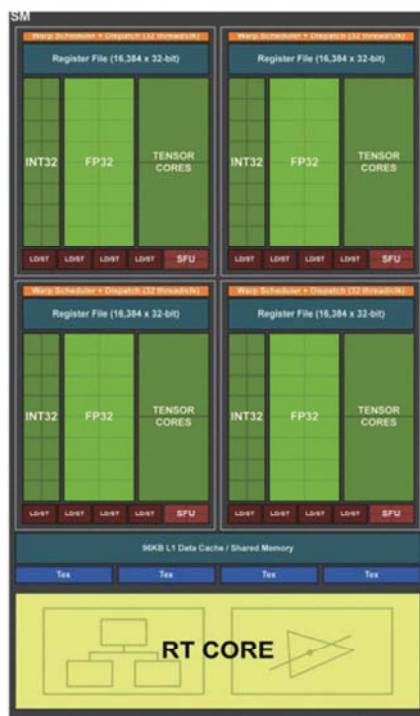 SM
Warp Scheduler + Dispatch (32 thread/clk) Warp Scheduler + Dispatch (32 thread/clk)
Register File (16,384 x 32-bit) Register File (16,384 x 32-bit)
INT32 FP32 TENSOR CORES INT32 FP32 TENSOR CORES
LD/ST LD/ST LD/ST LD/ST SFU LD/ST LD/ST LD/ST LD/ST SFU
Warp Scheduler + Dispatch (32 thread/clk) Warp Scheduler + Dispatch (32 thread/clk)
Register File (16,384 x 32-bit) Register File (16,384 x 32-bit)
INT32 FP32 TENSOR CORES INT32 FP32 TENSOR CORES
LD/ST LD/ST LD/ST LD/ST SFU LD/ST LD/ST LD/ST LD/ST SFU
96KB L1 Data Cache / Shared Memory
Tex Tex Tex Tex
RT CORE